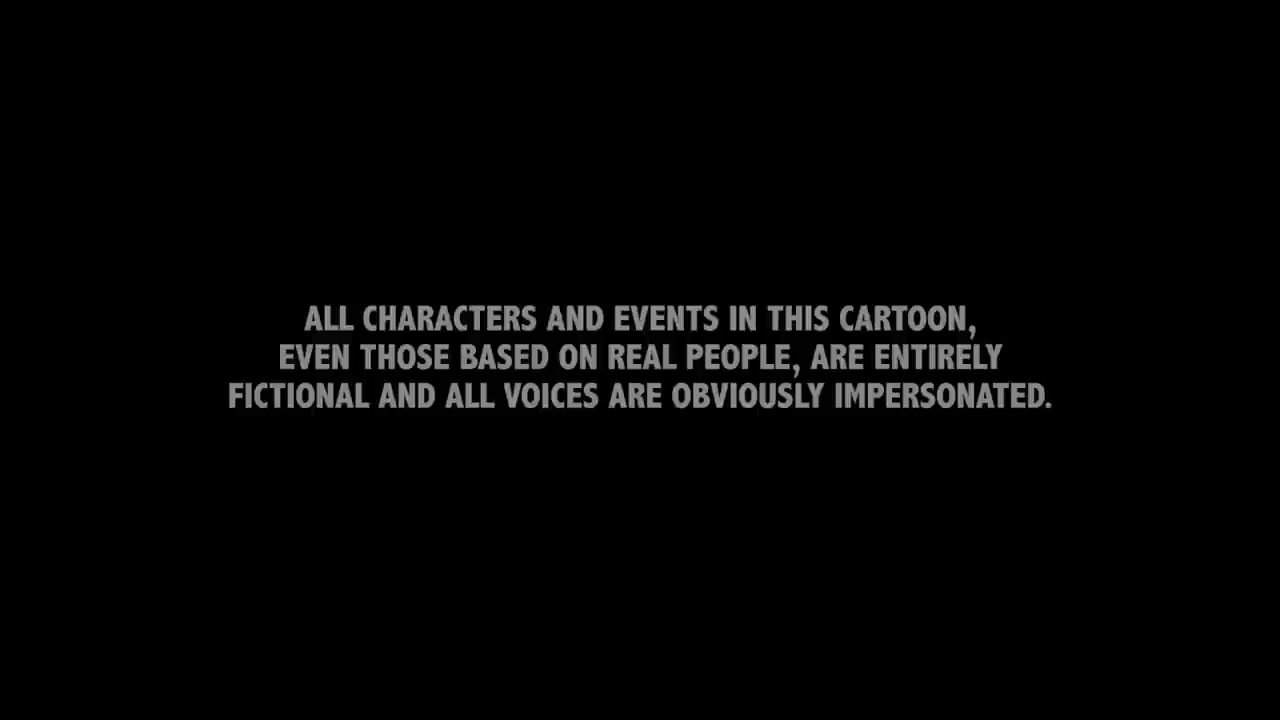 ALL CHARACTERS AND EVENTS IN THIS CARTOON,
EVEN THOSE BASED ON REAL PEOPLE, ARE ENTIRELY
FICTIONAL AND ALL VOICES ARE OBVIOUSLY IMPERSONATED.